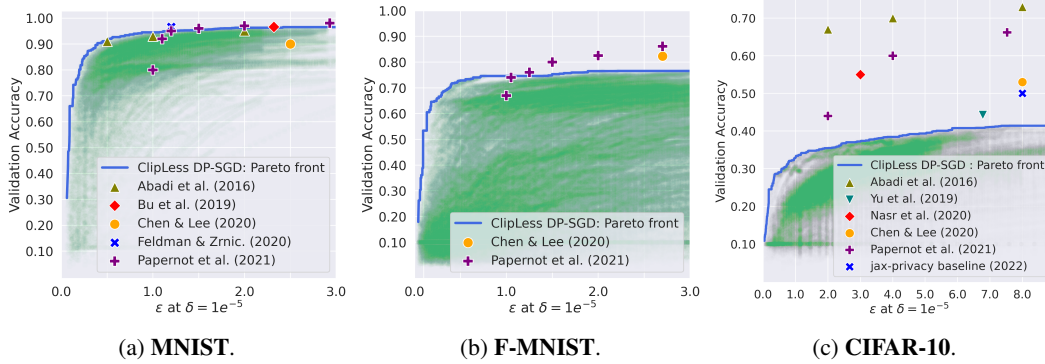 1.00
0.90
0.80
0.70
0.60
0.50
0.40
0.30
0.20
0.10
Validation Accuracy
ClipLess DP-SGD: Pareto front
Abadi et al. (2016)
Bu et al. (2019)
Chen & Lee (2020)
Feldman & Zrnic. (2020)
Papernot et al. (2021)
0.0 1.0 2.0 3.0
ε at δ = 1e⁻⁵
(a) MNIST.
1.00
0.90
0.80
0.70
0.60
0.50
0.40
0.30
0.20
0.10
Validation Accuracy
ClipLess DP-SGD: Pareto front
Chen & Lee (2020)
Papernot et al. (2021)
0.0 1.0 2.0 3.0
ε at δ = 1e⁻⁵
(b) F-MNIST.
0.70
0.60
0.50
0.40
0.30
0.20
0.10
Validation Accuracy
ClipLess DP-SGD : Pareto front
Abadi et al. (2016)
Yu et al. (2019)
Nasr et al. (2020)
Chen & Lee (2020)
Papernot et al. (2021)
jax-privacy baseline (2022)
0.0 1.0 2.0 3.0 4.0 5.0 6.0 7.0 8.0
ε at δ = 1e⁻⁵
(c) CIFAR-10.